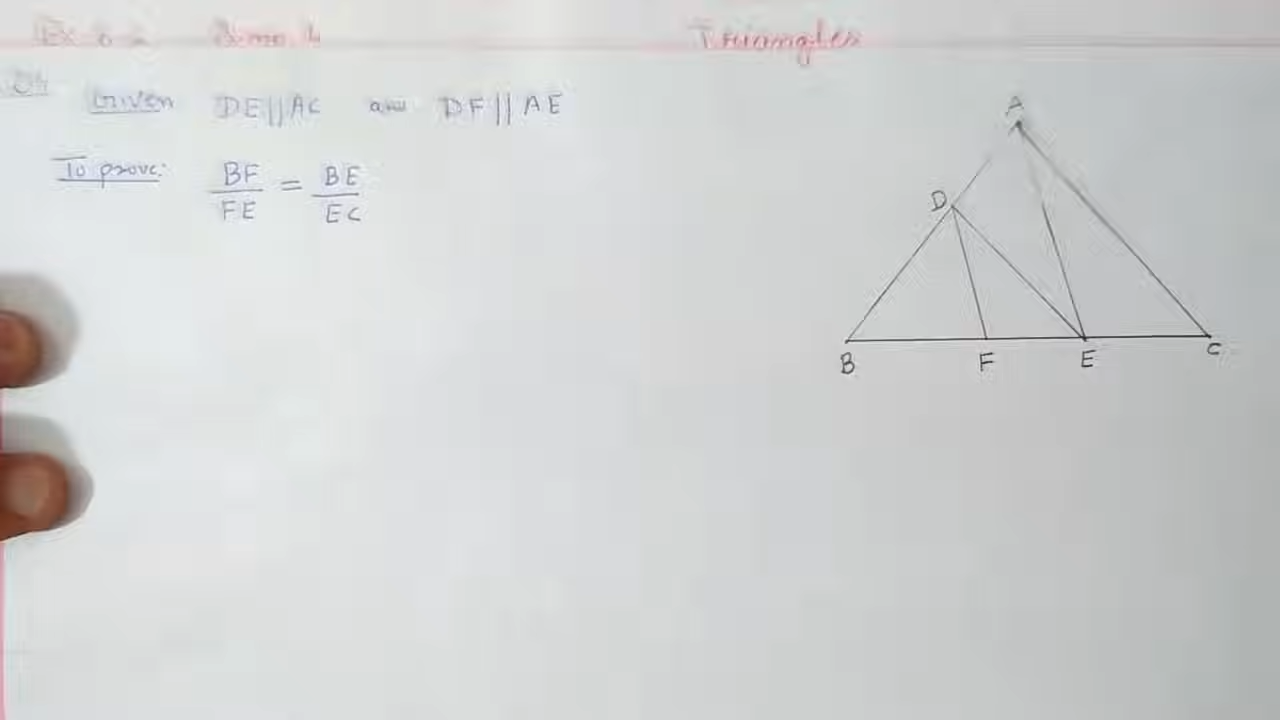 Triangles
Given DE||AC and DF||AE
To prove: BF/FE = BE/EC
A
D
B F E C